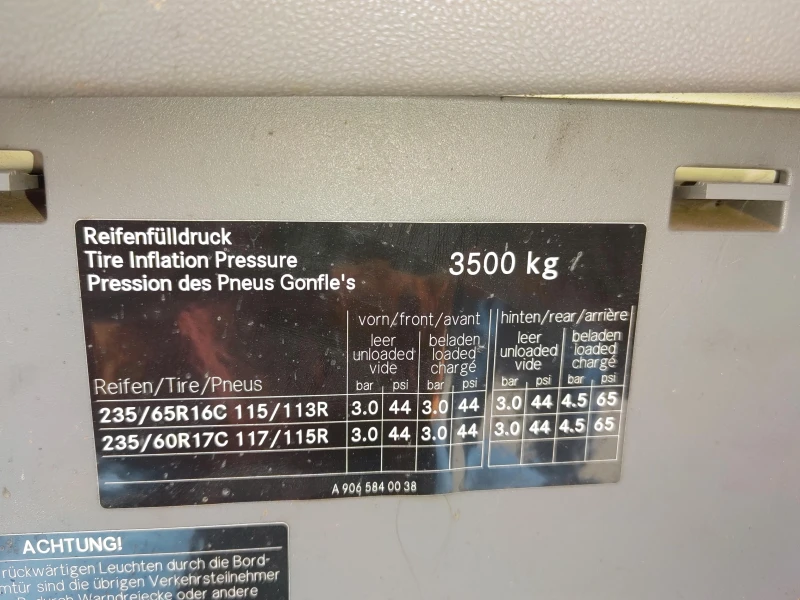 Reifenfülldruck
Tire Inflation Pressure
Pression des Pneus Gonfle's
3500 kg
vorn/front/avant hinten/rear/arrière
leer unloaded vide beladen loaded chargé leer unloaded vide beladen loaded chargé
Reifen/Tire/Pneus bar psi bar psi bar psi bar psi
235/65R16C 115/113R 3.0 44 3.0 44 3.0 44 4.5 65
235/60R17C 117/115R 3.0 44 3.0 44 3.0 44 4.5 65
A 906 584 00 38
ACHTUNG!
rückwärtigen Leuchten durch die Bord-
mtür sind die übrigen Verkehrsteilnehmer
durch Warndreiecke oder andere